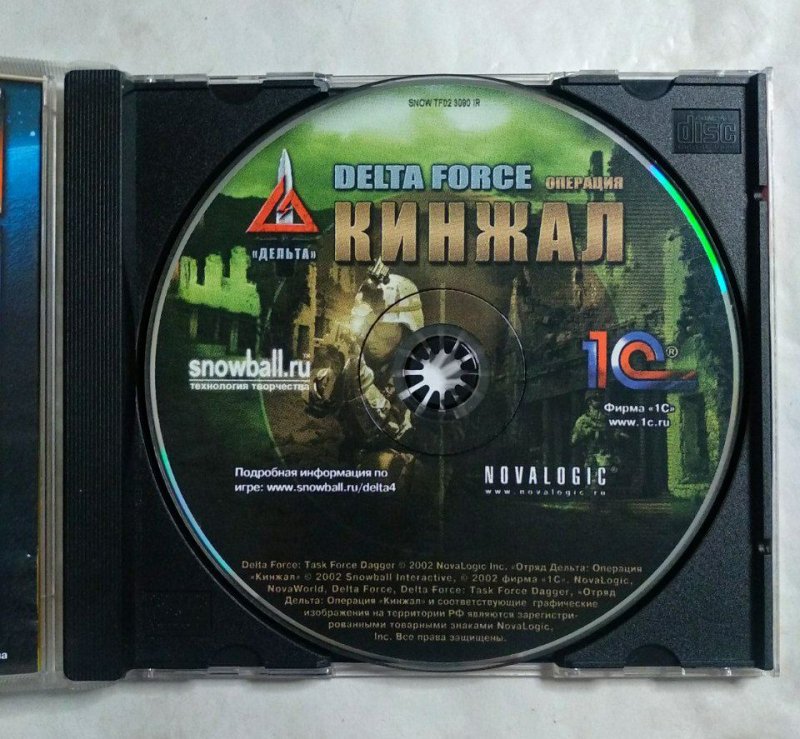 SNOW TFD2 3090 IR
disc
DELTA FORCE ОПЕРАЦИЯ
КИНЖАЛ
«ДЕЛЬТА»
snowball.ru™
технология творчества
1C®
Фирма «1С»
www.1c.ru
Подробная информация по
игре: www.snowball.ru/delta4
NOVALOGIC®
www.novalogic.ru
Delta Force: Task Force Dagger © 2002 NovaLogic Inc. «Отряд Дельта: Операция
«Кинжал» © 2002 Snowball Interactive, © 2002 фирма «1С». NovaLogic,
NovaWorld, Delta Force, Delta Force: Task Force Dagger, «Отряд
Дельта: Операция «Кинжал» и соответствующие графические
изображения на территории РФ являются зарегистри-
рованными товарными знаками NovaLogic,
Inc. Все права защищены.